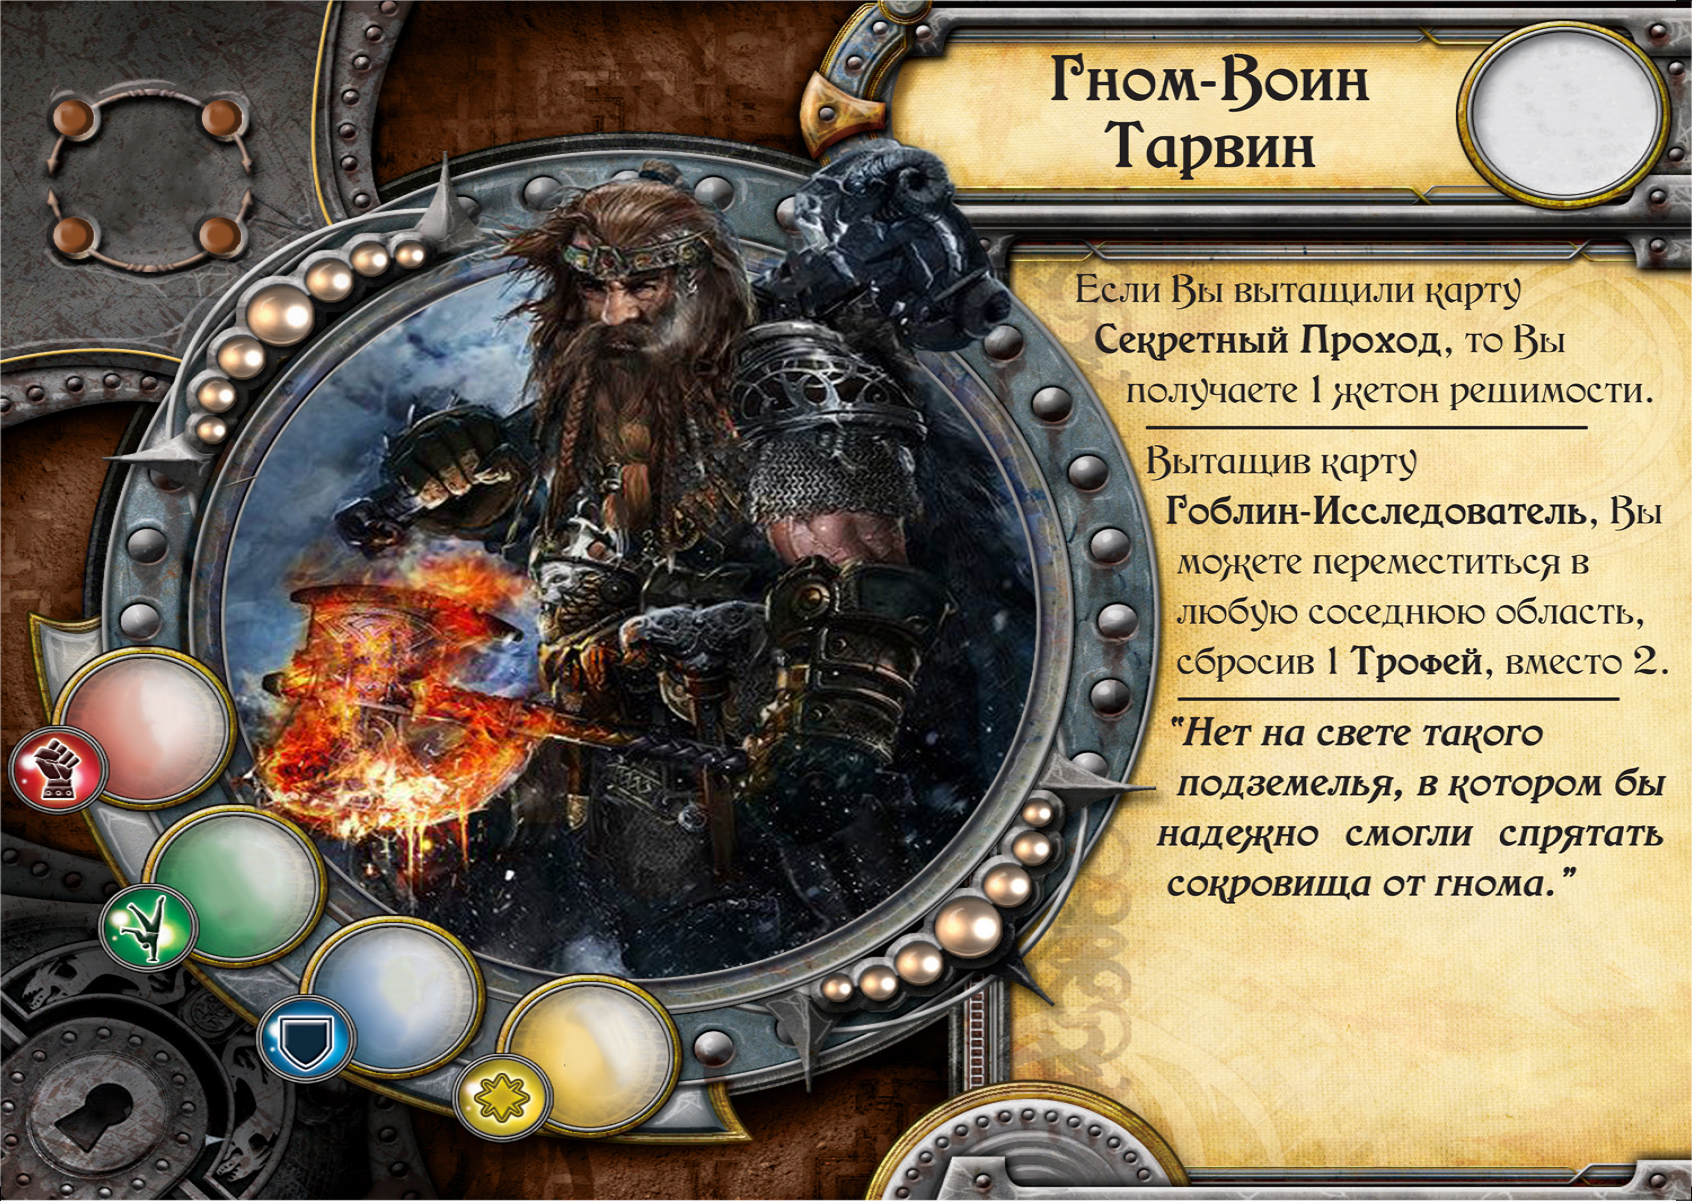 Гном-Воин
Тарвин
Если Вы вытащили карту
Секретный Проход, то Вы
получаете 1 жетон решимости.
Вытащив карту
Гоблин-Исследователь, Вы
можете переместиться в
любую соседнюю область,
сбросив 1 Трофей, вместо 2.
"Нет на свете такого
подземелья, в котором бы
надежно смогли спрятать
сокровища от гнома."